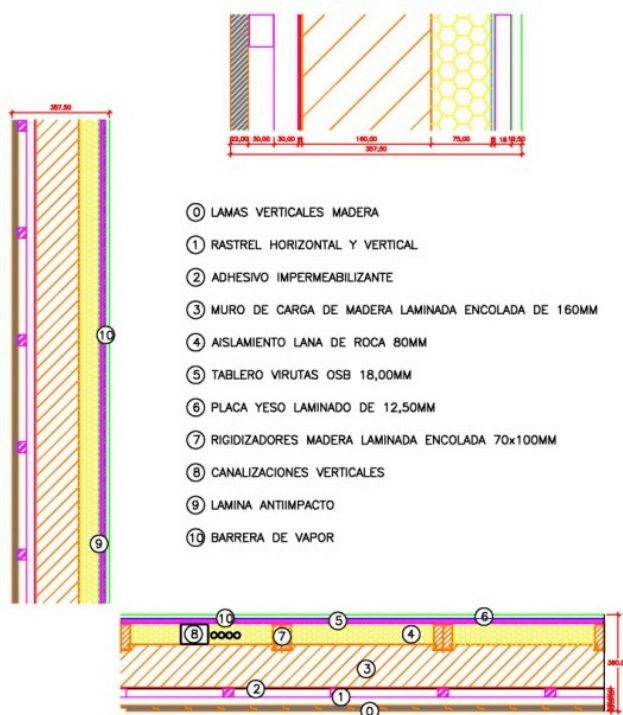 22,00 30,00 30,00 160,00 75,00 18 12,50
357,50
357,50
0 LAMAS VERTICALES MADERA
1 RASTREL HORIZONTAL Y VERTICAL
2 ADHESIVO IMPERMEABILIZANTE
3 MURO DE CARGA DE MADERA LAMINADA ENCOLADA DE 160MM
4 AISLAMIENTO LANA DE ROCA 80MM
5 TABLERO VIRUTAS OSB 18,00MM
6 PLACA YESO LAMINADO DE 12,50MM
7 RIGIDIZADORES MADERA LAMINADA ENCOLADA 70x100MM
8 CANALIZACIONES VERTICALES
9 LAMINA ANTIIMPACTO
10 BARRERA DE VAPOR
10
9
10 5 6
8 7 4
3
2
1
0